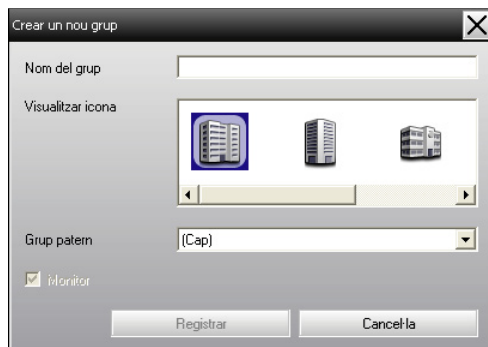 Crear un nou grup
Nom del grup
Visualitzar icona
Grup patern
(Cap)
Monitor
Registrar
Cancel·la